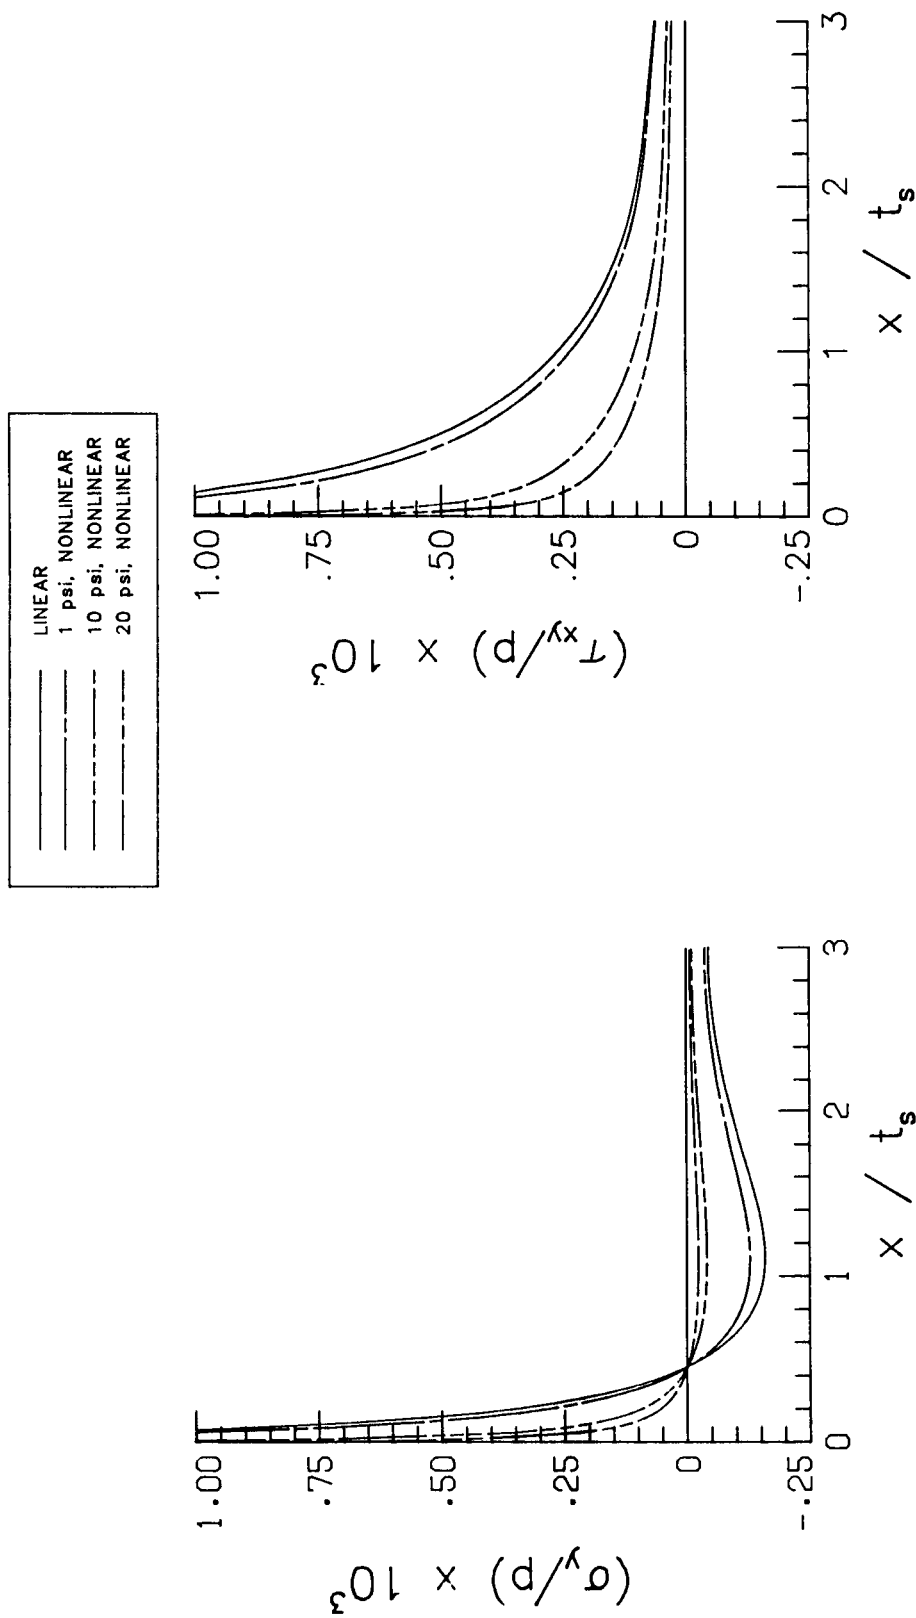 LINEAR
1 psi, NONLINEAR
10 psi, NONLINEAR
20 psi, NONLINEAR
(σy/p) × 10³
1.00
.75
.50
.25
0
-.25
0
1
2
3
x / ts
(τxy/p) × 10³
1.00
.75
.50
.25
0
-.25
0
1
2
3
x / ts